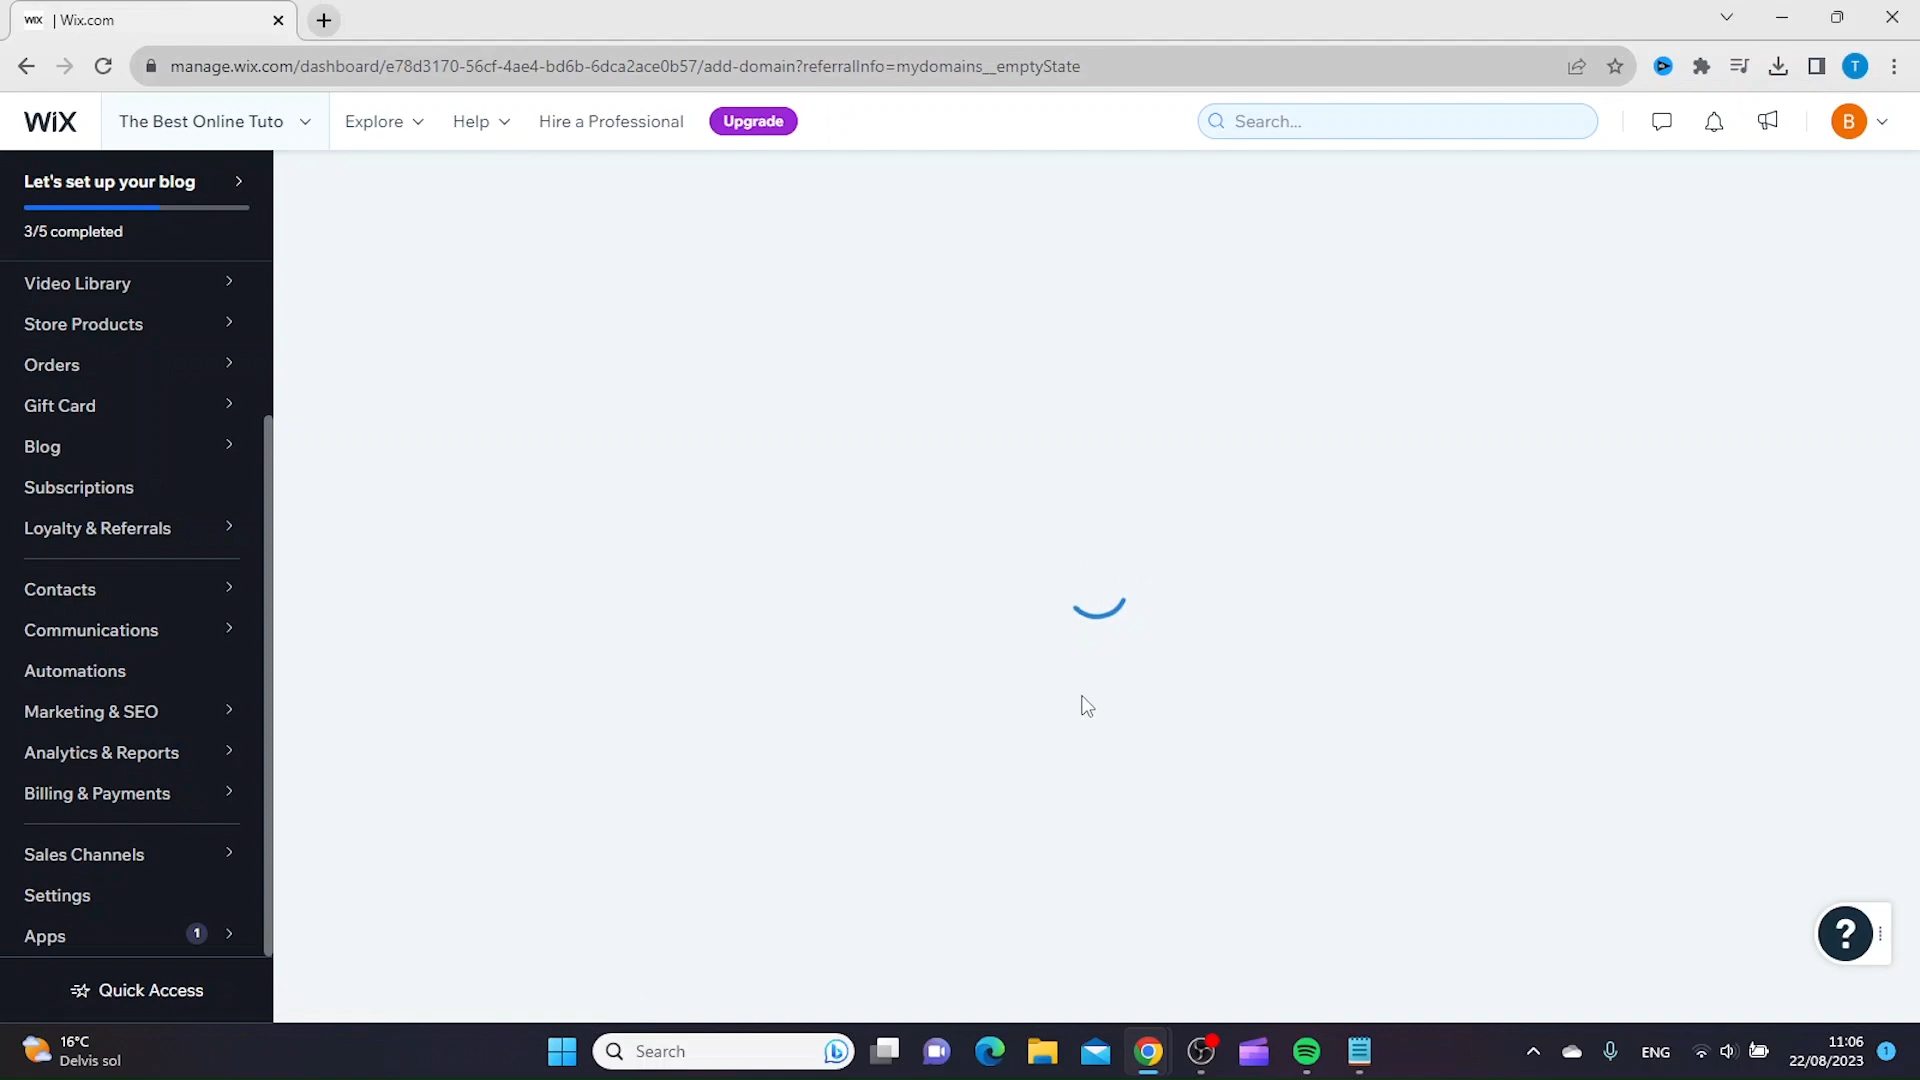 WiX | Wix.com
manage.wix.com/dashboard/e78d3170-56cf-4ae4-bd6b-6dca2ace0b57/add-domain?referralInfo=mydomains__emptyState
T
WiX
The Best Online Tuto
Explore
Help
Hire a Professional
Upgrade
Search...
B
Let's set up your blog
3/5 completed
Video Library
Store Products
Orders
Gift Card
Blog
Subscriptions
Loyalty & Referrals
Contacts
Communications
Automations
Marketing & SEO
Analytics & Reports
Billing & Payments
Sales Channels
Settings
Apps 1
Quick Access
?
16°C
Delvis sol
Search
ENG
11:06
22/08/2023
1